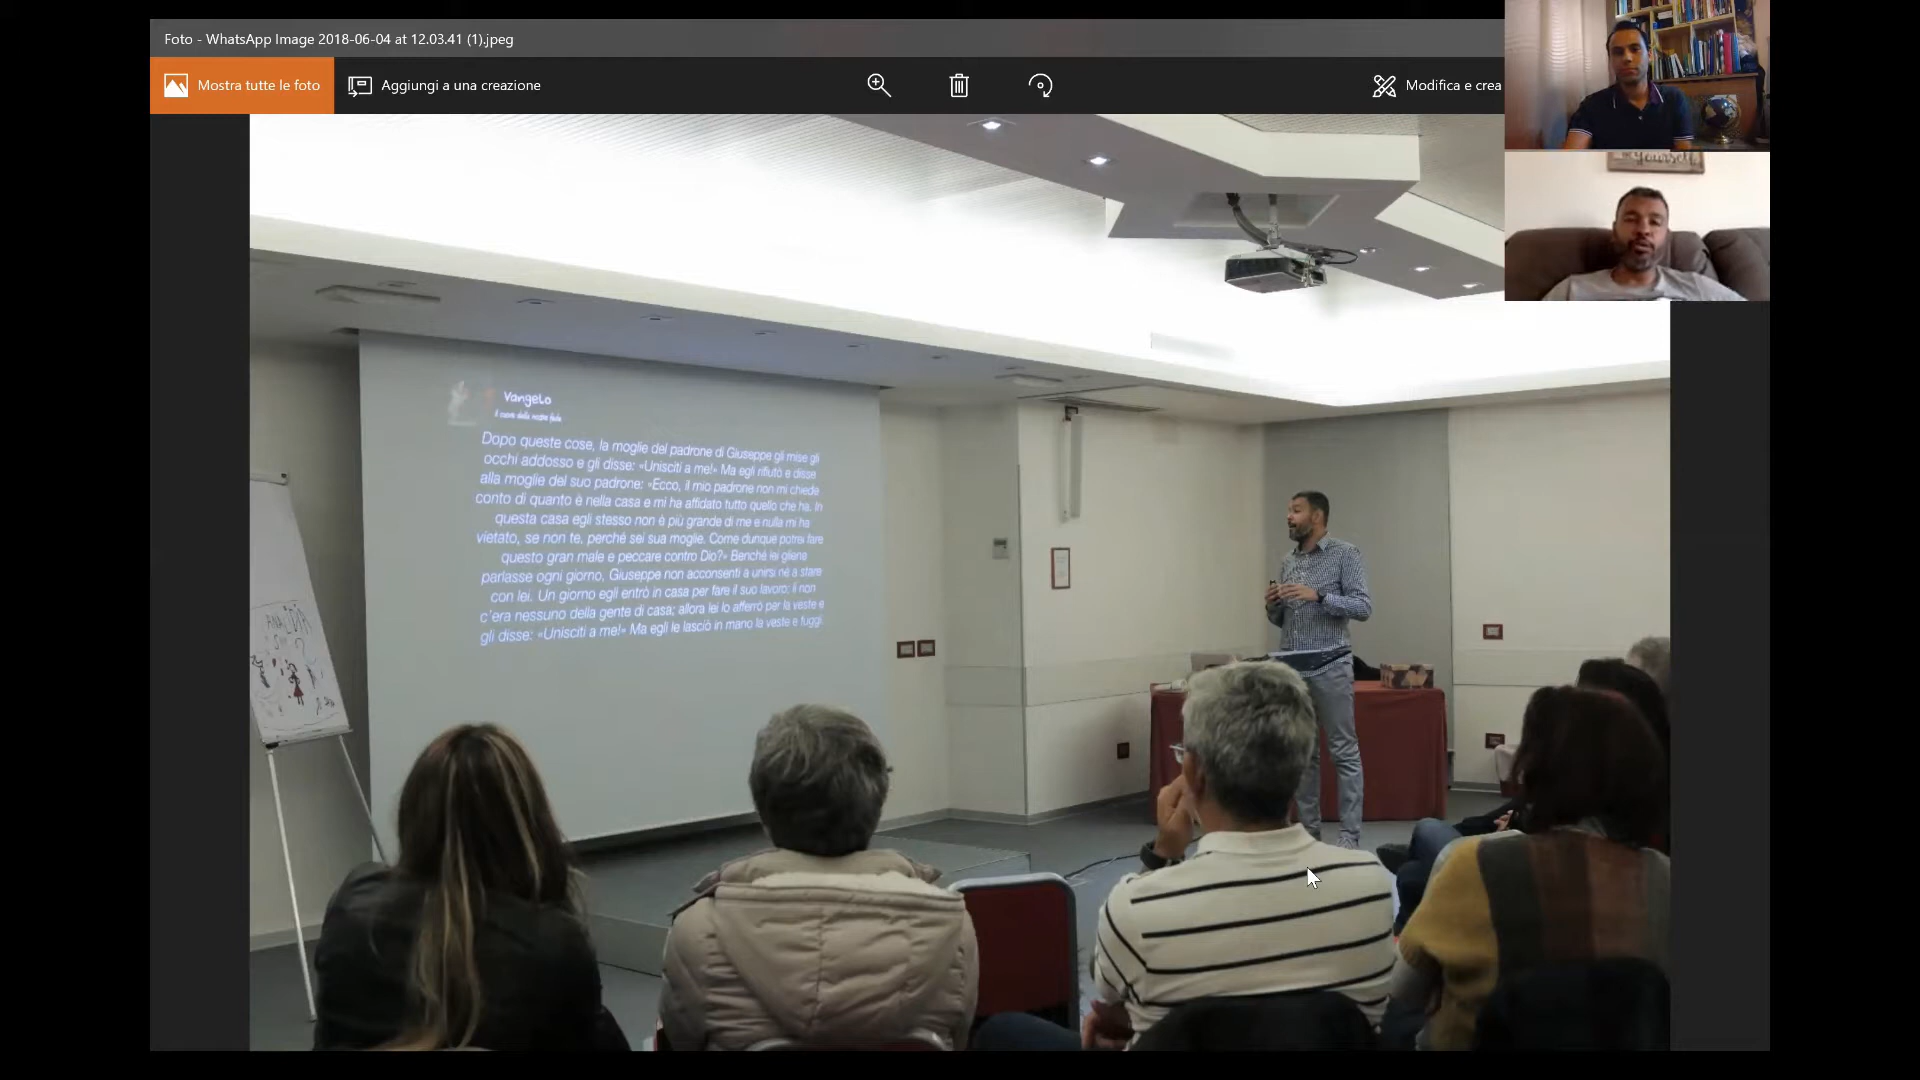 Foto - WhatsApp Image 2018-06-04 at 12.03.41 (1).jpeg
Mostra tutte le foto
Aggiungi a una creazione
Modifica e crea
Yourself
Vangelo
il cuore della nostra fede
Dopo queste cose, la moglie del padrone di Giuseppe gli mise gli
occhi addosso e gli disse: «Unisciti a me!» Ma egli rifiutò e disse
alla moglie del suo padrone: «Ecco, il mio padrone non mi chiede
conto di quanto è nella casa e mi ha affidato tutto quello che ha. In
questa casa egli stesso non è più grande di me e nulla mi ha
vietato, se non te, perché sei sua moglie. Come dunque potrei fare
questo gran male e peccare contro Dio?» Benché lei gliene
parlasse ogni giorno, Giuseppe non acconsentì a unirsi né a stare
con lei. Un giorno egli entrò in casa per fare il suo lavoro; lì non
c'era nessuno della gente di casa; allora lei lo afferrò per la veste e
gli disse: «Unisciti a me!» Ma egli le lasciò in mano la veste e fuggì